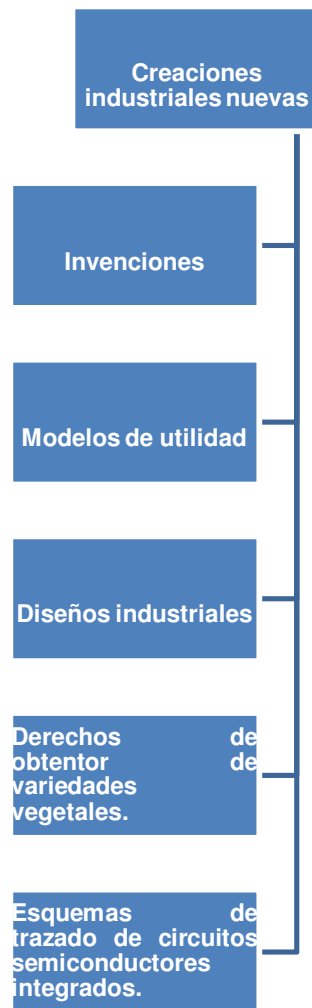 Creaciones
industriales nuevas
Invenciones
Modelos de utilidad
Diseños industriales
Derechos de
obtentor de
variedades
vegetales.
Esquemas de
trazado de circuitos
semiconductores
integrados.